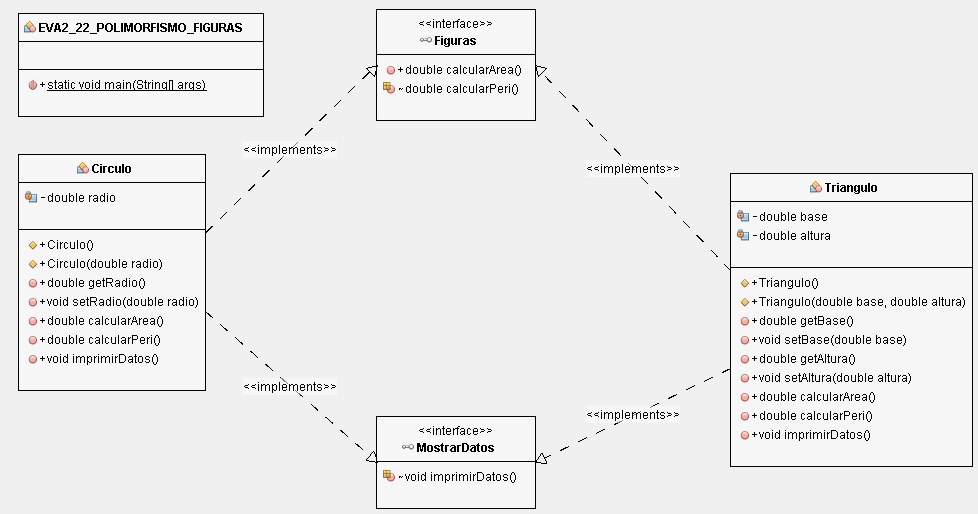 EVA2_22_POLIMORFISMO_FIGURAS
+ static void main(String[] args)
<<interface>>
Figuras
+ double calcularArea()
~ double calcularPeri()
<<implements>>
<<implements>>
Circulo
- double radio
+ Circulo()
+ Circulo(double radio)
+ double getRadio()
+ void setRadio(double radio)
+ double calcularArea()
+ double calcularPeri()
+ void imprimirDatos()
Triangulo
- double base
- double altura
+ Triangulo()
+ Triangulo(double base, double altura)
+ double getBase()
+ void setBase(double base)
+ double getAltura()
+ void setAltura(double altura)
+ double calcularArea()
+ double calcularPeri()
+ void imprimirDatos()
<<implements>>
<<implements>>
<<interface>>
MostrarDatos
~ void imprimirDatos()